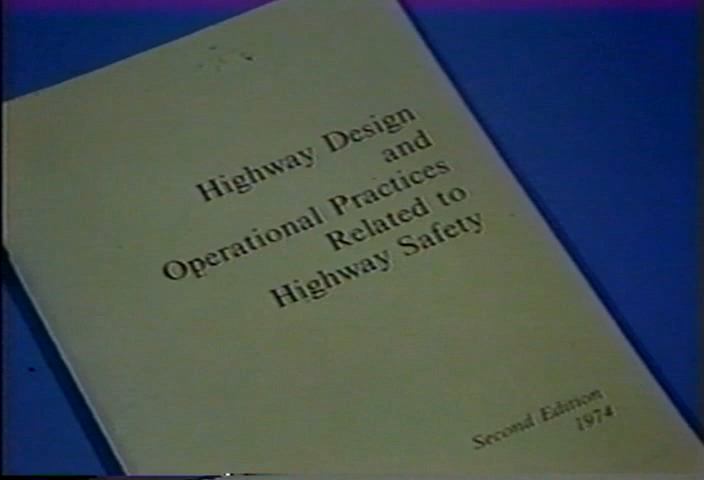 Highway Design
and
Operational Practices
Related to
Highway Safety
Second Edition
1974